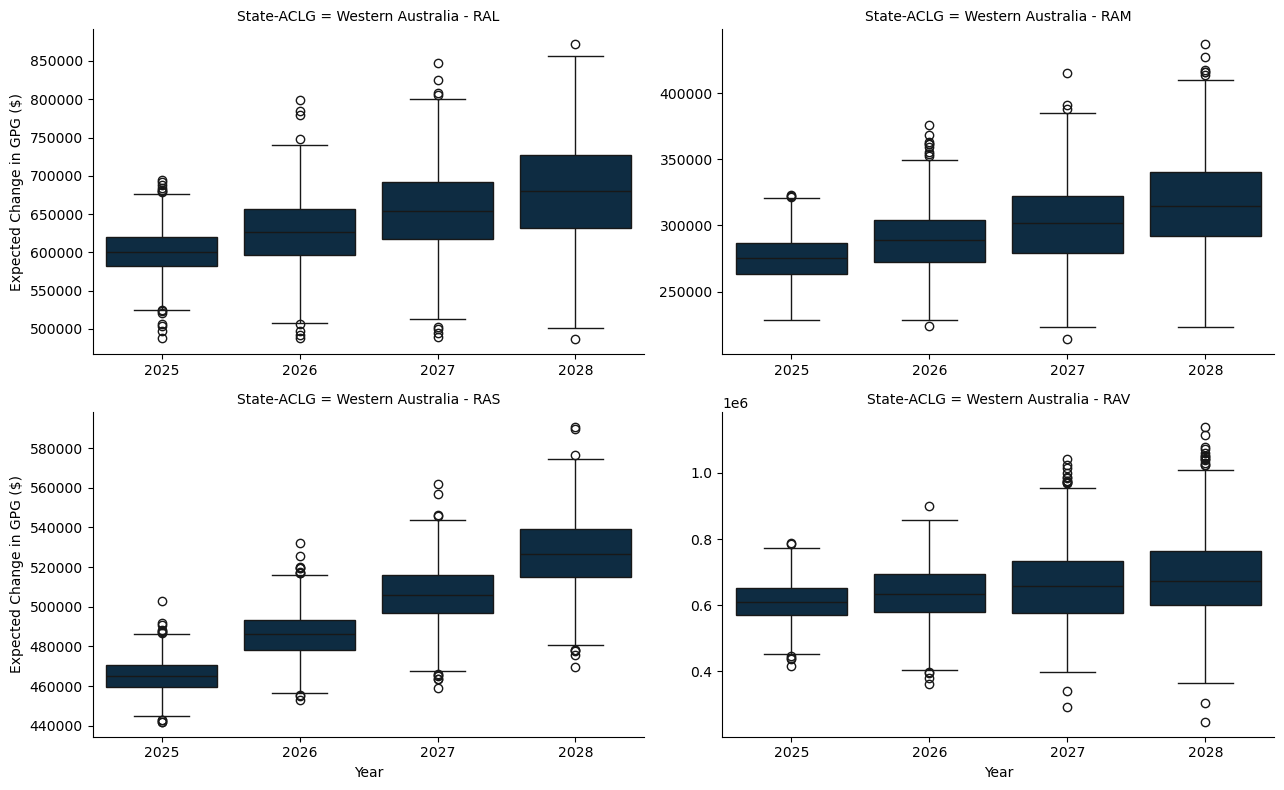 State-ACLG = Western Australia - RAL
Expected Change in GPG ($)
850000
800000
750000
700000
650000
600000
550000
500000
2025 2026 2027 2028
State-ACLG = Western Australia - RAM
400000
350000
300000
250000
2025 2026 2027 2028
State-ACLG = Western Australia - RAS
Expected Change in GPG ($)
580000
560000
540000
520000
500000
480000
460000
440000
2025 2026 2027 2028
Year
State-ACLG = Western Australia - RAV
1e6
1.0
0.8
0.6
0.4
2025 2026 2027 2028
Year